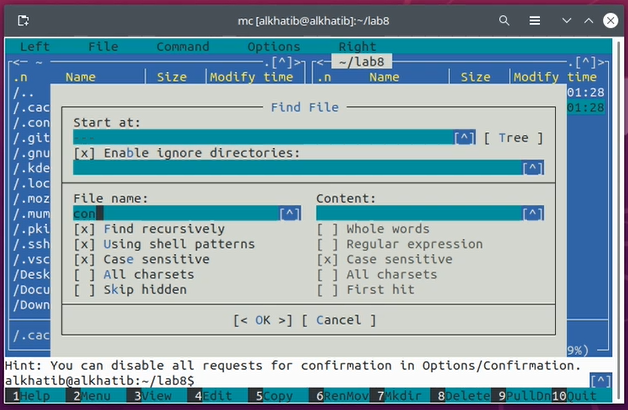 mc [alkhatib@alkhatib]:~/lab8
Left File Command Options Right
<— ~ .[^]> <— ~/lab8 .[^]>
.n Name Size Modify time .n Name Size Modify time
/.. 01:28
/.cac 01:28
/.con
/.git
/.gnu
/.kde
/.loc
/.moz
/.mum
/.pki
/.ssh
/.vsc
/Desk
/Docu
/Down
/.cac 9%)
Find File
Start at:
[^] [ Tree ]
[x] Enable ignore directories:
[^]
File name: Content:
con [^] [^]
[x] Find recursively [ ] Whole words
[x] Using shell patterns [ ] Regular expression
[x] Case sensitive [x] Case sensitive
[ ] All charsets [ ] All charsets
[ ] Skip hidden [ ] First hit
[< OK >] [ Cancel ]
Hint: You can disable all requests for confirmation in Options/Confirmation.
alkhatib@alkhatib:~/lab8$ [^]
1Help 2Menu 3View 4Edit 5Copy 6RenMov 7Mkdir 8Delete 9PullDn 10Quit